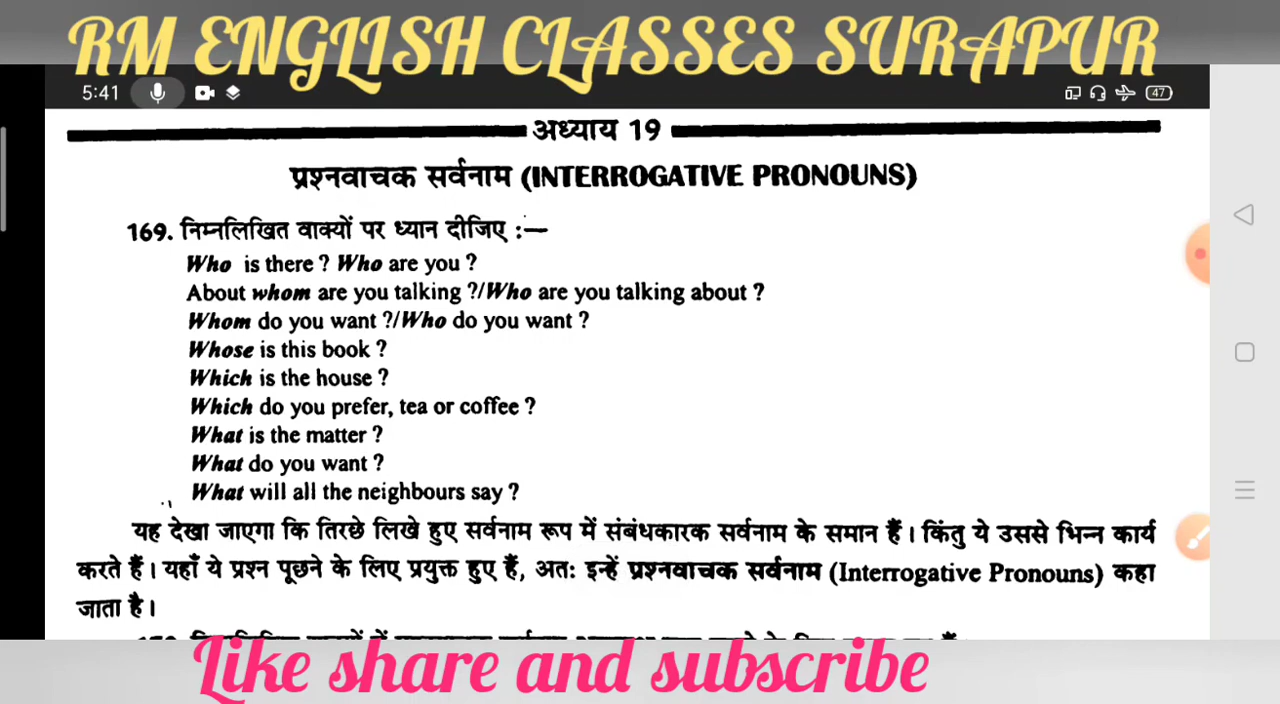 RM ENGLISH CLASSES SURAPUR
5:41
47
अध्याय 19
प्रश्नवाचक सर्वनाम (INTERROGATIVE PRONOUNS)
169. निम्नलिखित वाक्यों पर ध्यान दीजिए :—
Who is there ? Who are you ?
About whom are you talking ?/Who are you talking about ?
Whom do you want ?/Who do you want ?
Whose is this book ?
Which is the house ?
Which do you prefer, tea or coffee ?
What is the matter ?
What do you want ?
What will all the neighbours say ?
यह देखा जाएगा कि तिरछे लिखे हुए सर्वनाम रूप में संबंधकारक सर्वनाम के समान हैं। किंतु ये उससे भिन्न कार्य
करते हैं। यहाँ ये प्रश्न पूछने के लिए प्रयुक्त हुए हैं, अत: इन्हें प्रश्नवाचक सर्वनाम (Interrogative Pronouns) कहा
जाता है।
Like share and subscribe